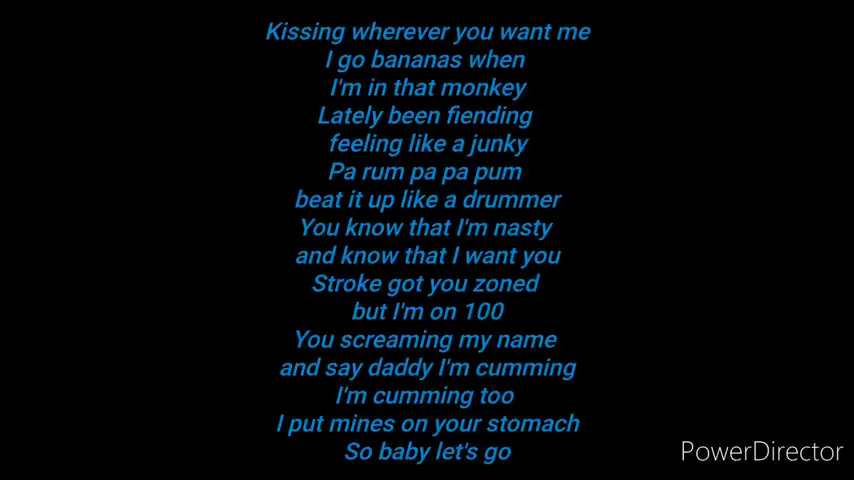 Kissing wherever you want me
I go bananas when
I'm in that monkey
Lately been fiending
feeling like a junky
Pa rum pa pa pum
beat it up like a drummer
You know that I'm nasty
and know that I want you
Stroke got you zoned
but I'm on 100
You screaming my name
and say daddy I'm cumming
I'm cumming too
I put mines on your stomach
So baby let's go
PowerDirector